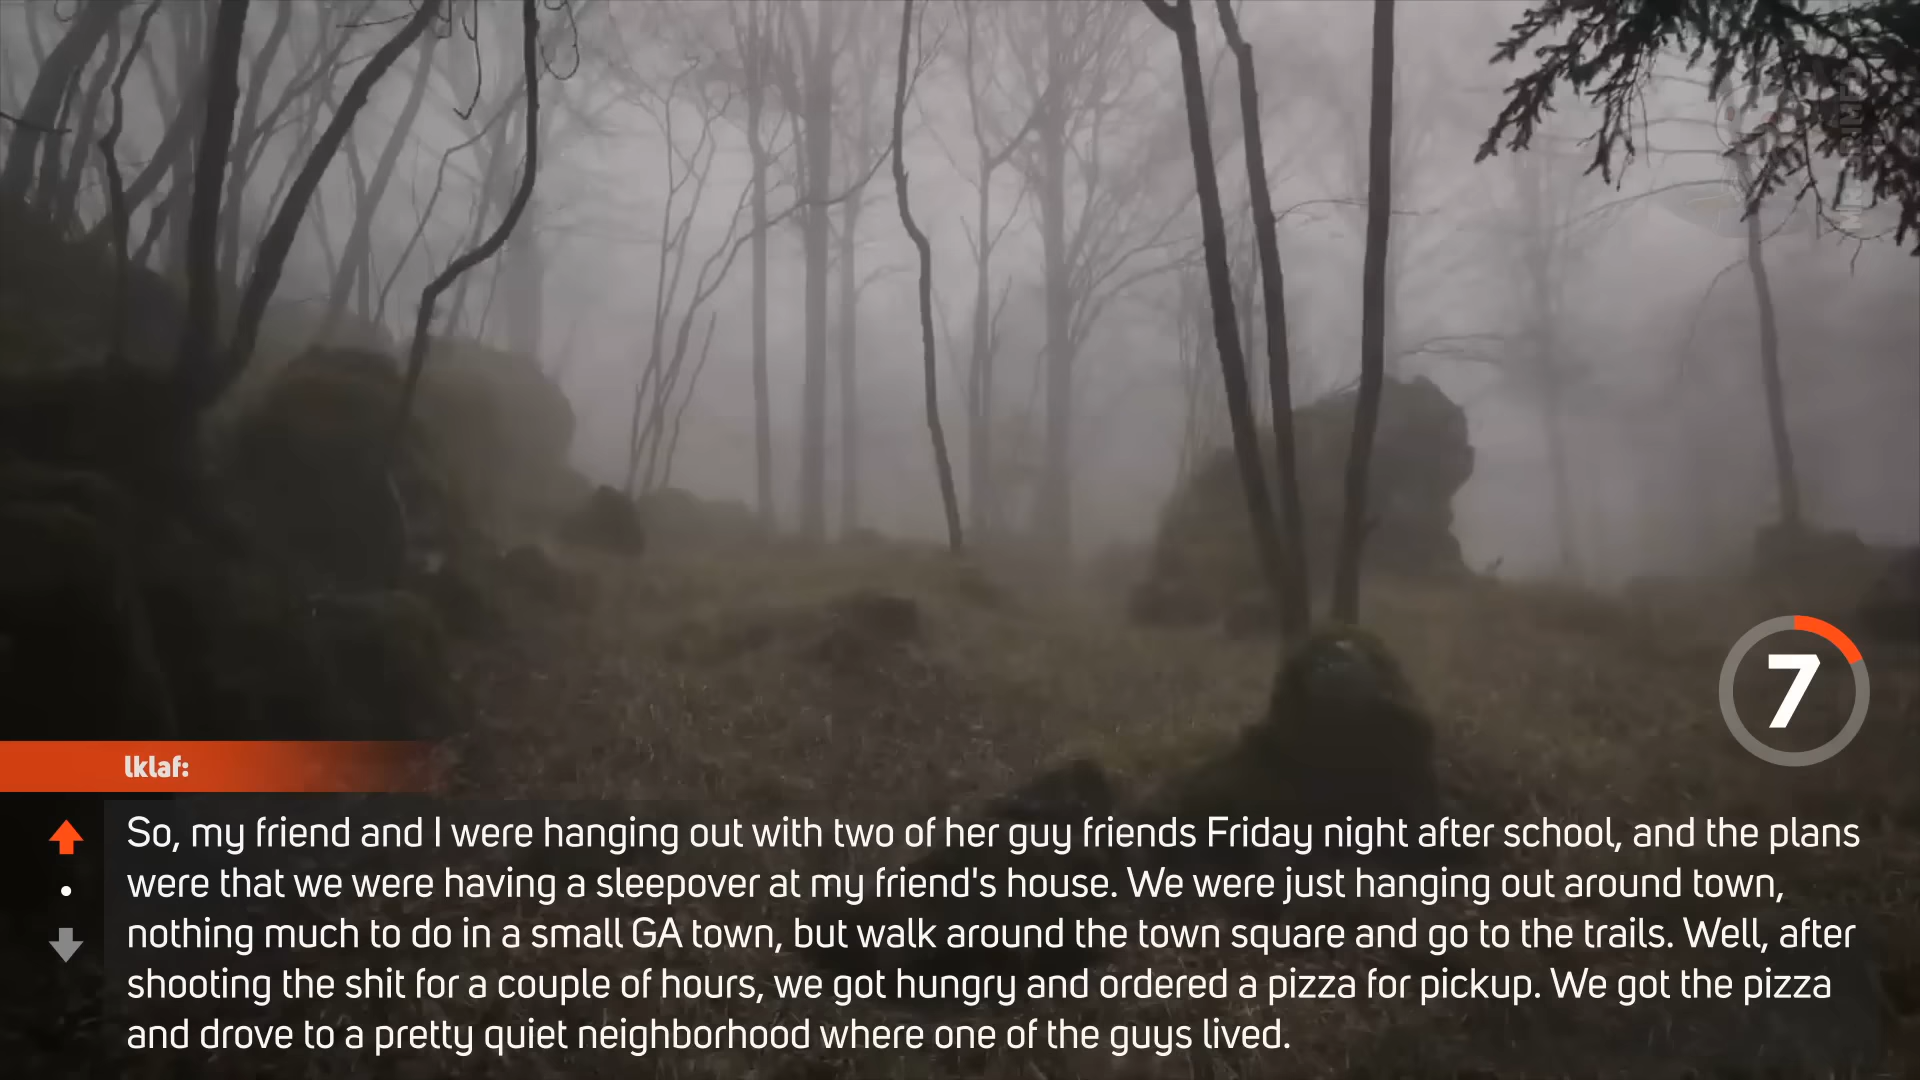 7
lklaf:
So, my friend and I were hanging out with two of her guy friends Friday night after school, and the plans
were that we were having a sleepover at my friend's house. We were just hanging out around town,
nothing much to do in a small GA town, but walk around the town square and go to the trails. Well, after
shooting the shit for a couple of hours, we got hungry and ordered a pizza for pickup. We got the pizza
and drove to a pretty quiet neighborhood where one of the guys lived.